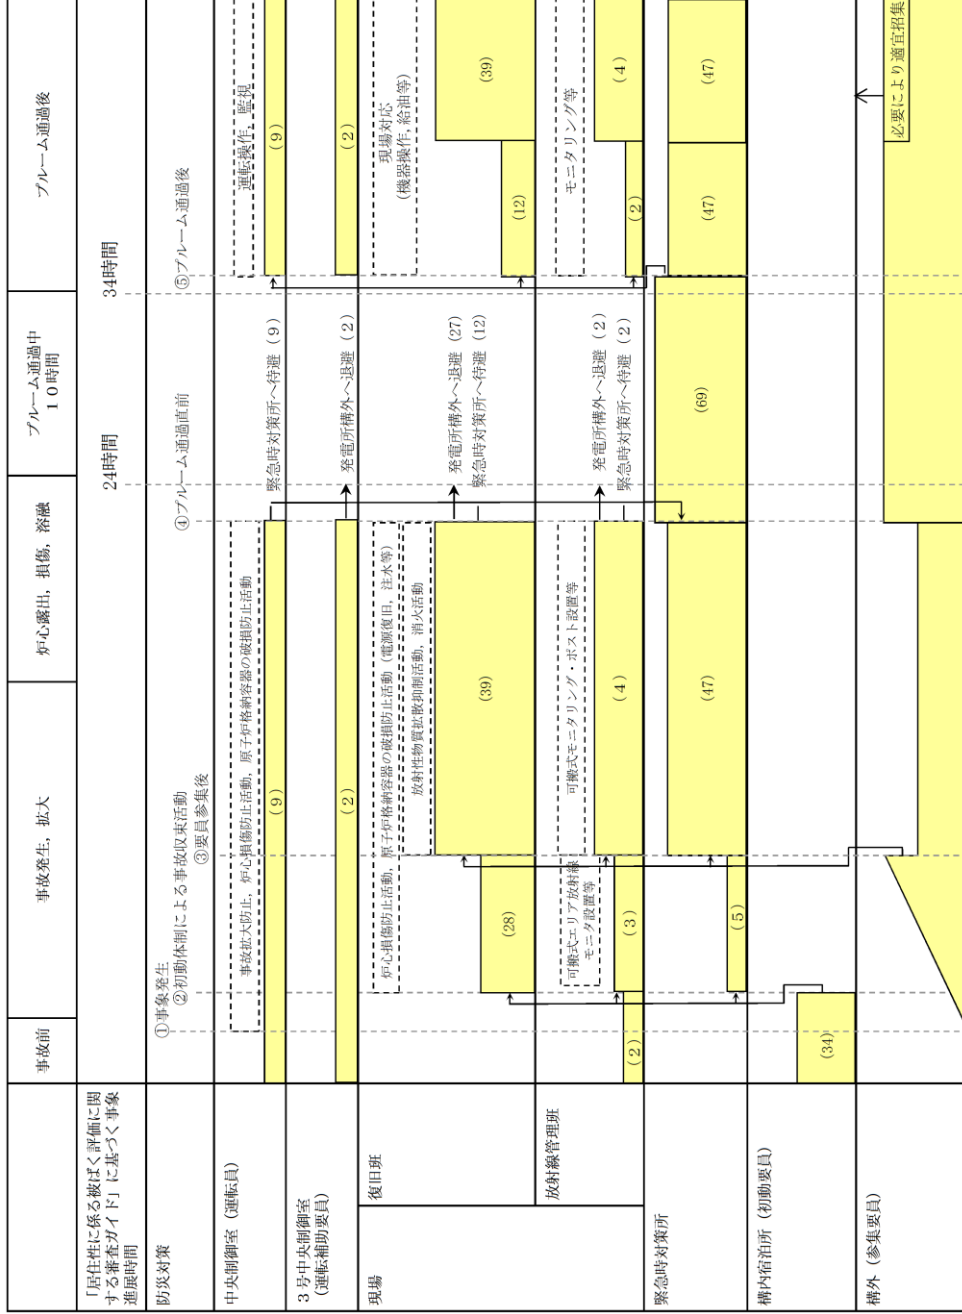 事故前
事故発生，拡大
炉心露出，損傷，溶融
プルーム通過中
１０時間
プルーム通過後
「居住性に係る被ばく評価に関
する審査ガイド」に基づく事象
進展時間
24時間
34時間
防災対策
①事象発生
②初動体制による事故収束活動
③要員参集後
④プルーム通過直前
⑤プルーム通過後
中央制御室（運転員）
事故拡大防止，炉心損傷防止活動，原子炉格納容器の破損防止活動
運転操作，監視
（９）
緊急時対策所へ待避（９）
（９）
３号中央制御室
（運転補助要員）
（２）
発電所構外へ退避（２）
（２）
現場
復旧班
炉心損傷防止活動，原子炉格納容器の破損防止活動（電源復旧，注水等）
放射性物質拡散抑制活動，消火活動
現場対応
（機器操作，給油等）
(28)
(39)
発電所構外へ退避（27）
緊急時対策所へ待避（12）
(12)
(39)
放射線管理班
可搬式エリア放射線
モニタ設置等
可搬式モニタリング・ポスト設置等
モニタリング等
（２）
（３）
（４）
発電所構外へ退避（２）
緊急時対策所へ待避（２）
（２）
（４）
緊急時対策所
（５）
(47)
(69)
(47)
(47)
構内宿泊所（初動要員）
(34)
構外（参集要員）
必要により適宜招集